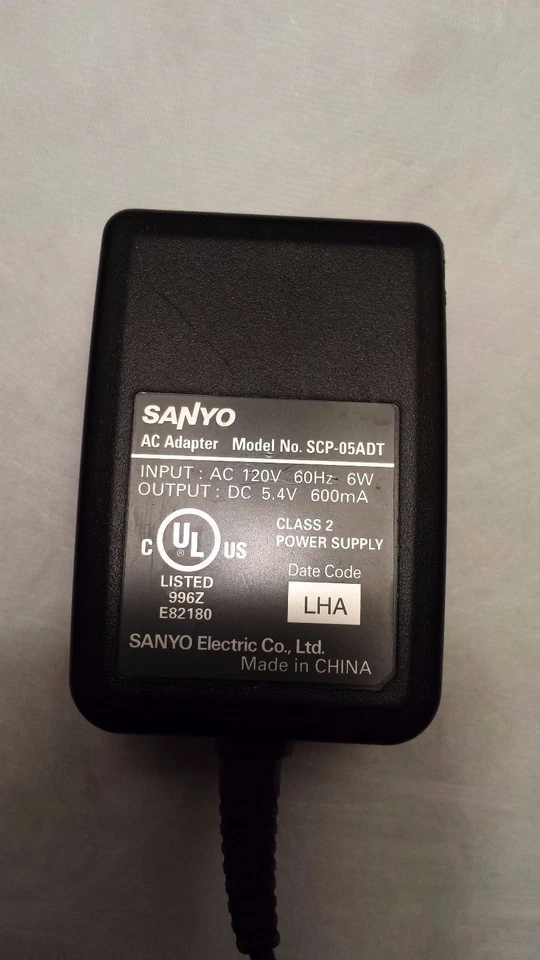 SANYO
AC Adapter Model No. SCP-05ADT
INPUT : AC 120V 60Hz 6W
OUTPUT : DC 5.4V 600mA
C UL US
LISTED
996Z
E82180
CLASS 2
POWER SUPPLY
Date Code
LHA
SANYO Electric Co., Ltd.
Made in CHINA